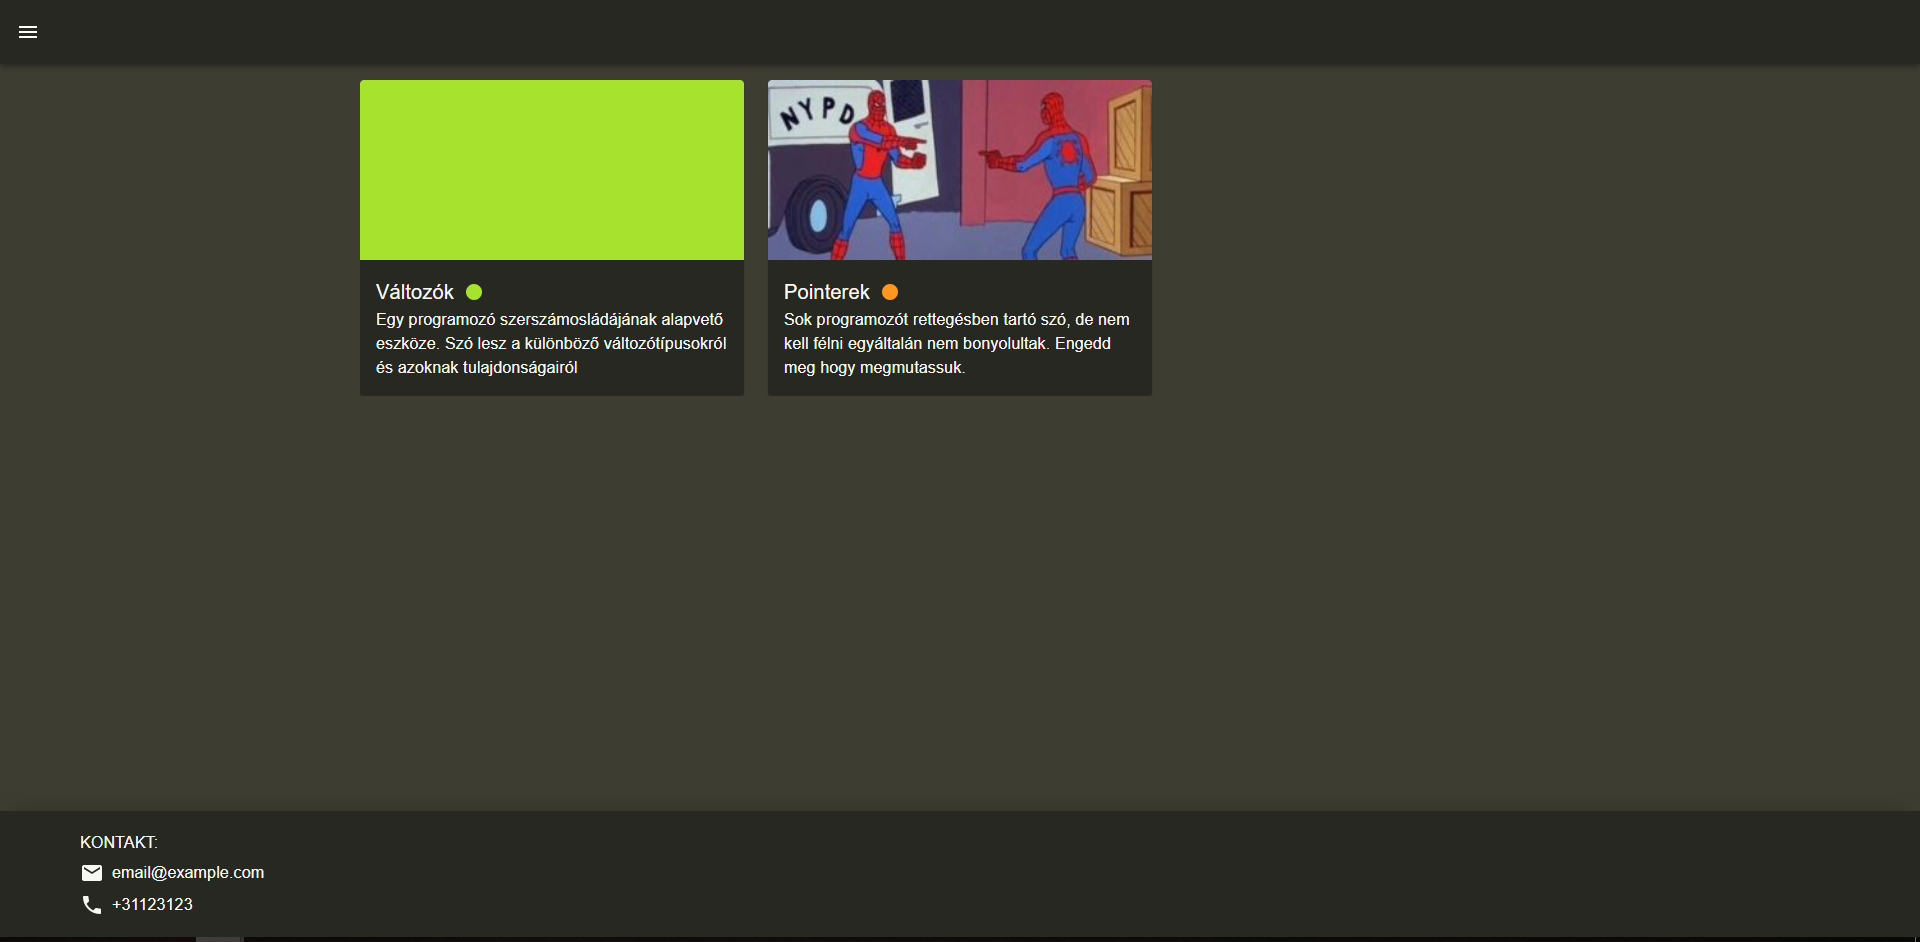 NYPD
Változók
Egy programozó szerszámosládájának alapvető
eszköze. Szó lesz a különböző változótípusokról
és azoknak tulajdonságairól
Pointerek
Sok programozót rettegésben tartó szó, de nem
kell félni egyáltalán nem bonyolultak. Engedd
meg hogy megmutassuk.
KONTAKT:
email@example.com
+31123123